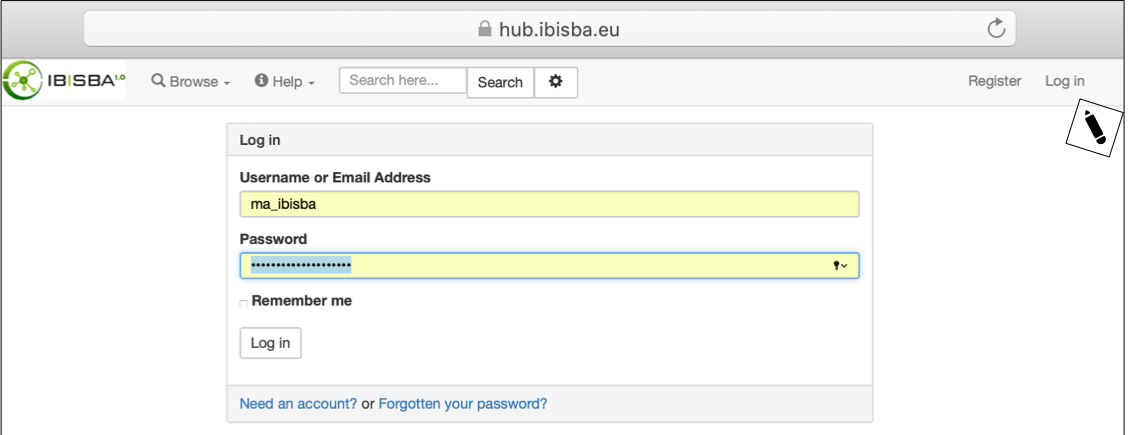 hub.ibisba.eu
IBISBA 1.0 Browse Help Search here... Search Register Log in
Log in
Username or Email Address
ma_ibisba
Password
••••••••••••••••••••
Remember me
Log in
Need an account? or Forgotten your password?